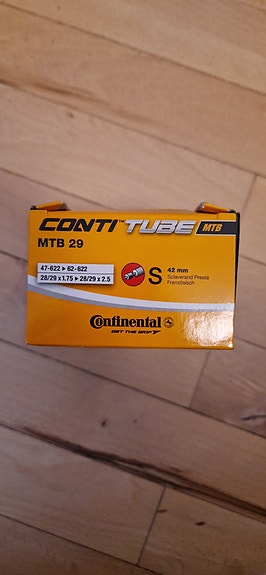 CONTI™ TUBE MTB
MTB 29
47-622 ▸ 62-622
28/29 x 1.75 ▸ 28/29 x 2.5
S
42 mm
Sclaverand Presta
Französisch
Continental
GET THE GRIP